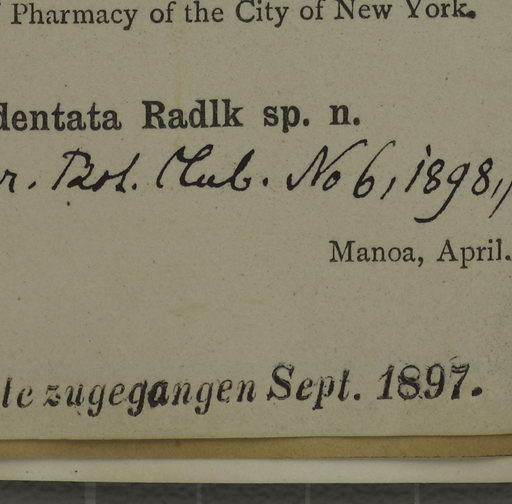 Pharmacy of the City of New York.
dentata Radlk sp. n.
r. Bot. Club. No 6, 1898,
Manoa, April.
te zugegangen Sept. 1897.